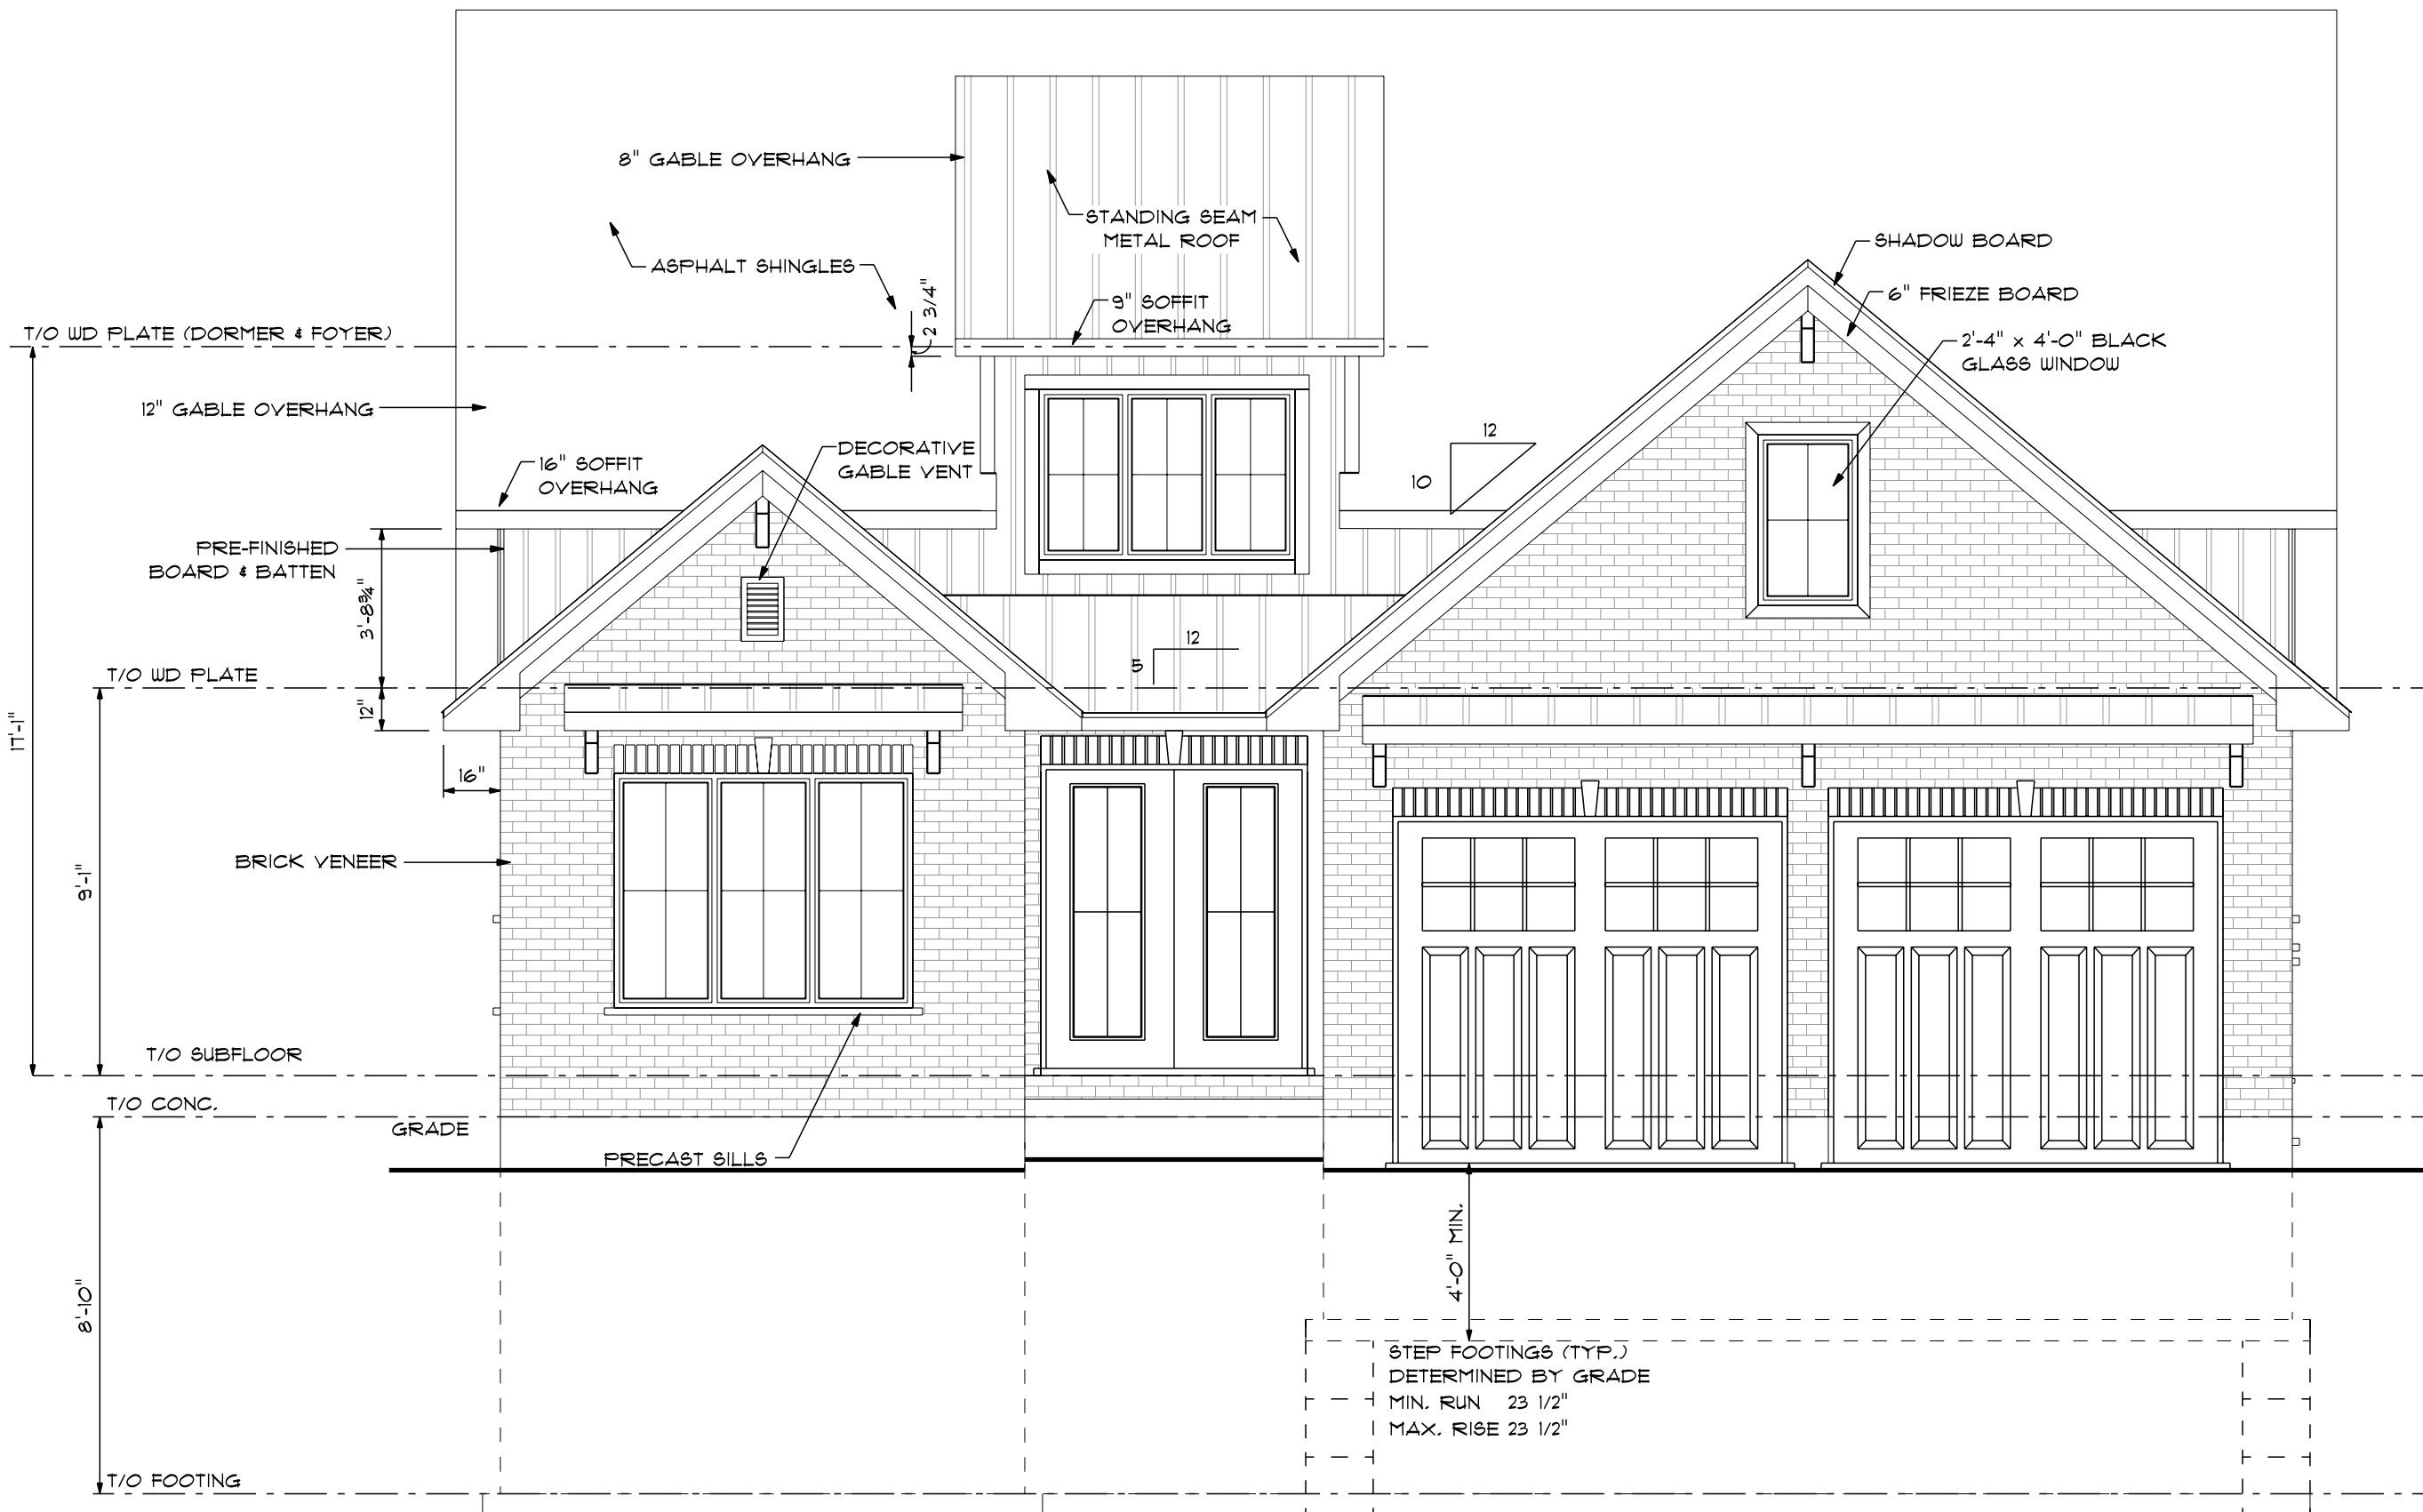 8" GABLE OVERHANG
STANDING SEAM
METAL ROOF
ASPHALT SHINGLES
SHADOW BOARD
6" FRIEZE BOARD
2 3/4"
9" SOFFIT
OVERHANG
T/O WD PLATE (DORMER & FOYER)
2'-4" x 4'-0" BLACK
GLASS WINDOW
12" GABLE OVERHANG
12
10
DECORATIVE
GABLE VENT
16" SOFFIT
OVERHANG
PRE-FINISHED
BOARD & BATTEN
3'-8¾"
12
5
T/O WD PLATE
12"
17'-1"
16"
9'-1"
BRICK VENEER
T/O SUBFLOOR
T/O CONC.
GRADE
PRECAST SILLS
4'-0" MIN.
8'-10"
STEP FOOTINGS (TYP.)
DETERMINED BY GRADE
MIN. RUN 23 1/2"
MAX. RISE 23 1/2"
T/O FOOTING